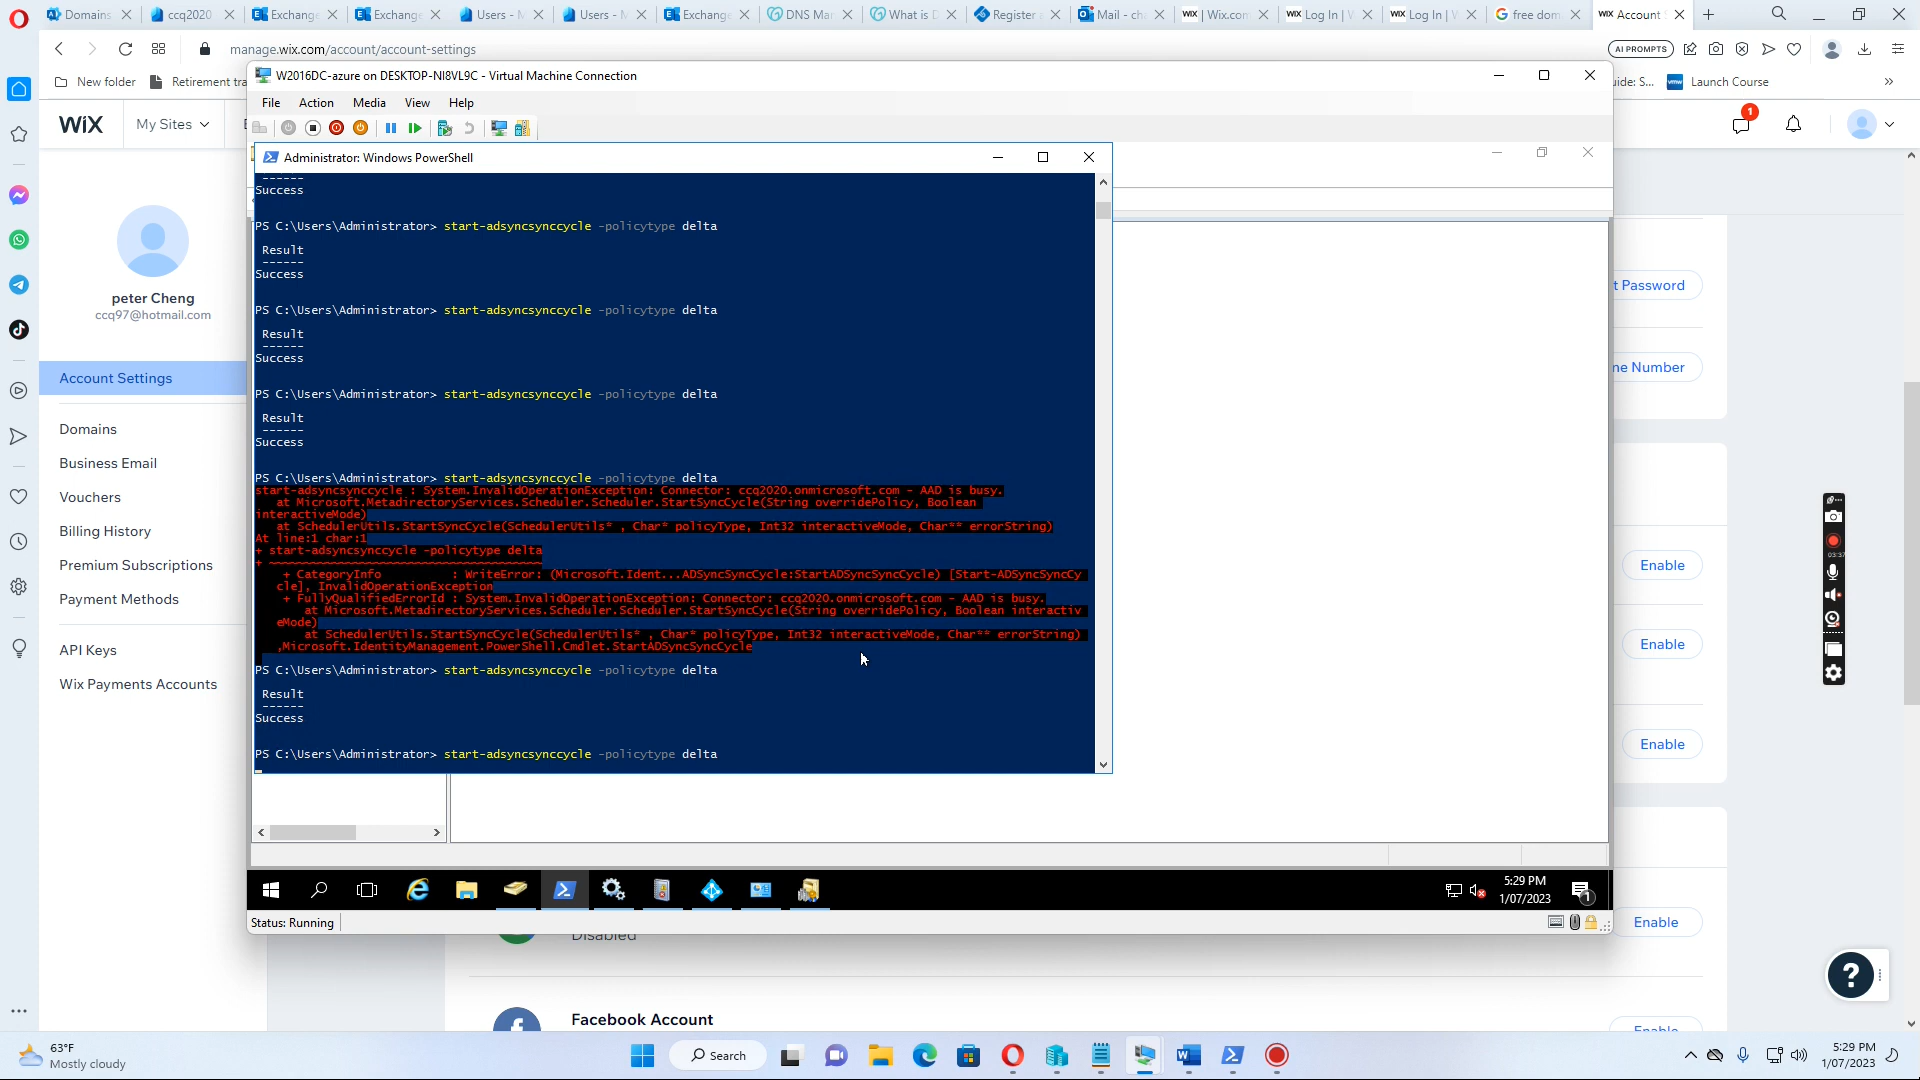 Domains
ccq2020
Exchange
Exchange
Users - M
Users - M
Exchange
DNS Ma
What is D
Register
Mail - ch
WIX | Wix.com
WIX Log In | W
WIX Log In | W
free dom
WIX Account
manage.wix.com/account/account-settings
AI PROMPTS
New folder
Retirement tra
uide: S...
Launch Course
»
W2016DC-azure on DESKTOP-NI8VL9C - Virtual Machine Connection
File Action Media View Help
WiX
My Sites
1
Administrator: Windows PowerShell
------
Success
PS C:\Users\Administrator> start-adsyncsynccycle -policytype delta
Result
------
Success
PS C:\Users\Administrator> start-adsyncsynccycle -policytype delta
Result
------
Success
PS C:\Users\Administrator> start-adsyncsynccycle -policytype delta
Result
------
Success
PS C:\Users\Administrator> start-adsyncsynccycle -policytype delta
start-adsyncsynccycle : System.InvalidOperationException: Connector: ccq2020.onmicrosoft.com - AAD is busy.
at Microsoft.MetadirectoryServices.Scheduler.Scheduler.StartSyncCycle(String overridePolicy, Boolean
interactiveMode)
at SchedulerUtils.StartSyncCycle(SchedulerUtils* , Char* policyType, Int32 interactiveMode, Char** errorString)
At line:1 char:1
+ start-adsyncsynccycle -policytype delta
+ ~~~~~~~~~~~~~~~~~~~~~~~~~~~~~~~~~~~~~~~
+ CategoryInfo : WriteError: (Microsoft.Ident...ADSyncSyncCycle:StartADSyncSyncCycle) [Start-ADSyncSyncCy
cle], InvalidOperationException
+ FullyQualifiedErrorId : System.InvalidOperationException: Connector: ccq2020.onmicrosoft.com - AAD is busy.
at Microsoft.MetadirectoryServices.Scheduler.Scheduler.StartSyncCycle(String overridePolicy, Boolean interactiv
eMode)
at SchedulerUtils.StartSyncCycle(SchedulerUtils* , Char* policyType, Int32 interactiveMode, Char** errorString)
,Microsoft.IdentityManagement.PowerShell.Cmdlet.StartADSyncSyncCycle
PS C:\Users\Administrator> start-adsyncsynccycle -policytype delta
Result
------
Success
PS C:\Users\Administrator> start-adsyncsynccycle -policytype delta
peter Cheng
ccq97@hotmail.com
Account Settings
Domains
Business Email
Vouchers
Billing History
Premium Subscriptions
Payment Methods
API Keys
Wix Payments Accounts
t Password
ne Number
Enable
Enable
Enable
Enable
03:37
5:29 PM
1/07/2023
1
Status: Running
Disabled
Facebook Account
Enable
?
63°F
Mostly cloudy
Search
5:29 PM
1/07/2023